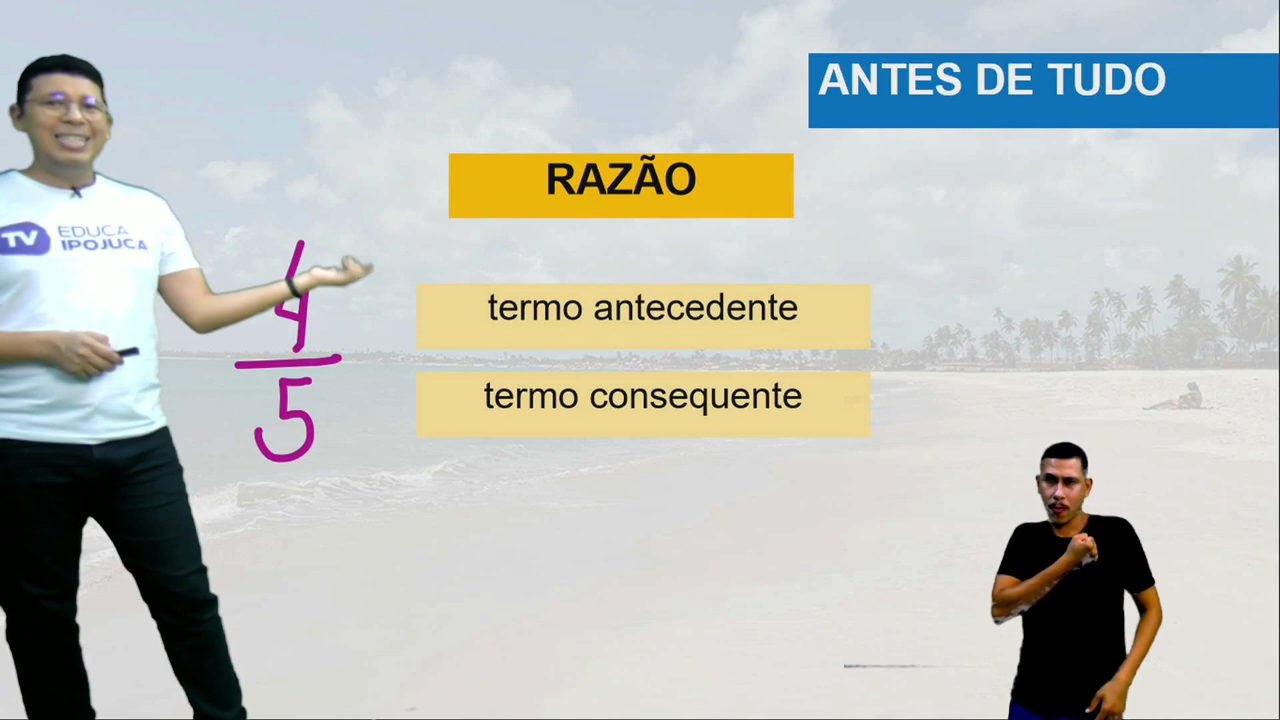 ANTES DE TUDO
RAZÃO
TV EDUCA
IPOJUCA
4
5
termo antecedente
termo consequente